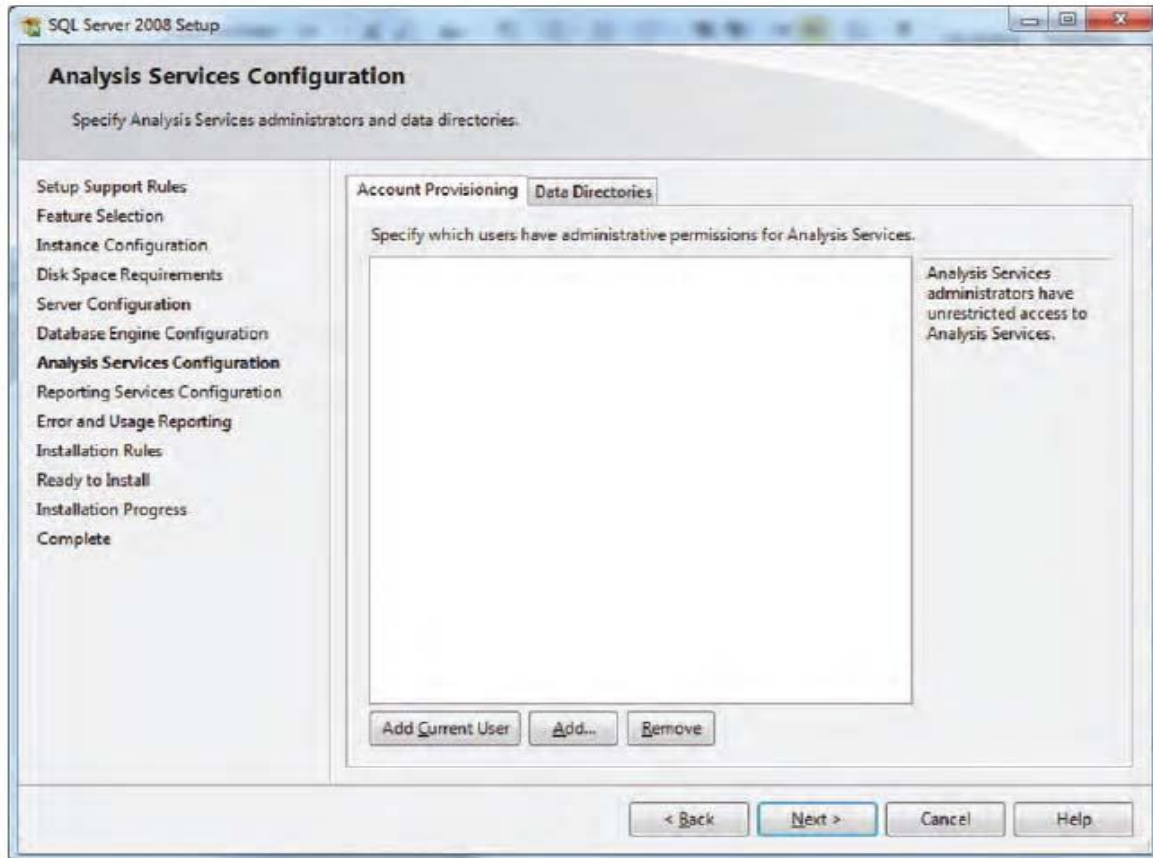 SQL Server 2008 Setup
Analysis Services Configuration
Specify Analysis Services administrators and data directories.
Setup Support Rules
Feature Selection
Instance Configuration
Disk Space Requirements
Server Configuration
Database Engine Configuration
Analysis Services Configuration
Reporting Services Configuration
Error and Usage Reporting
Installation Rules
Ready to Install
Installation Progress
Complete
Account Provisioning
Data Directories
Specify which users have administrative permissions for Analysis Services.
Analysis Services
administrators have
unrestricted access to
Analysis Services.
Add Current User
Add...
Remove
< Back
Next >
Cancel
Help